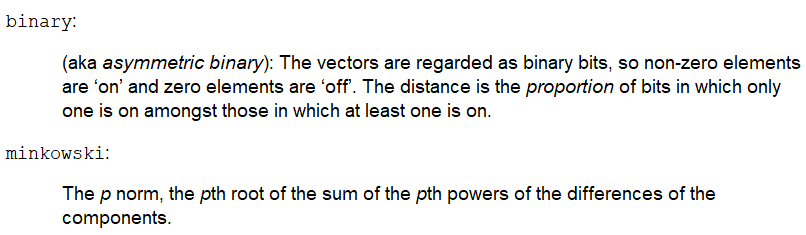 binary:
(aka asymmetric binary): The vectors are regarded as binary bits, so non-zero elements
are ‘on’ and zero elements are ‘off’. The distance is the proportion of bits in which only
one is on amongst those in which at least one is on.
minkowski:
The p norm, the pth root of the sum of the pth powers of the differences of the
components.